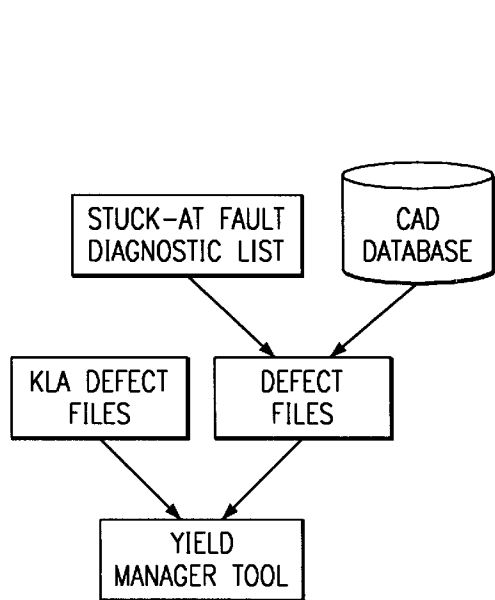 STUCK-AT FAULT
DIAGNOSTIC LIST
CAD
DATABASE
KLA DEFECT
FILES
DEFECT
FILES
YIELD
MANAGER TOOL